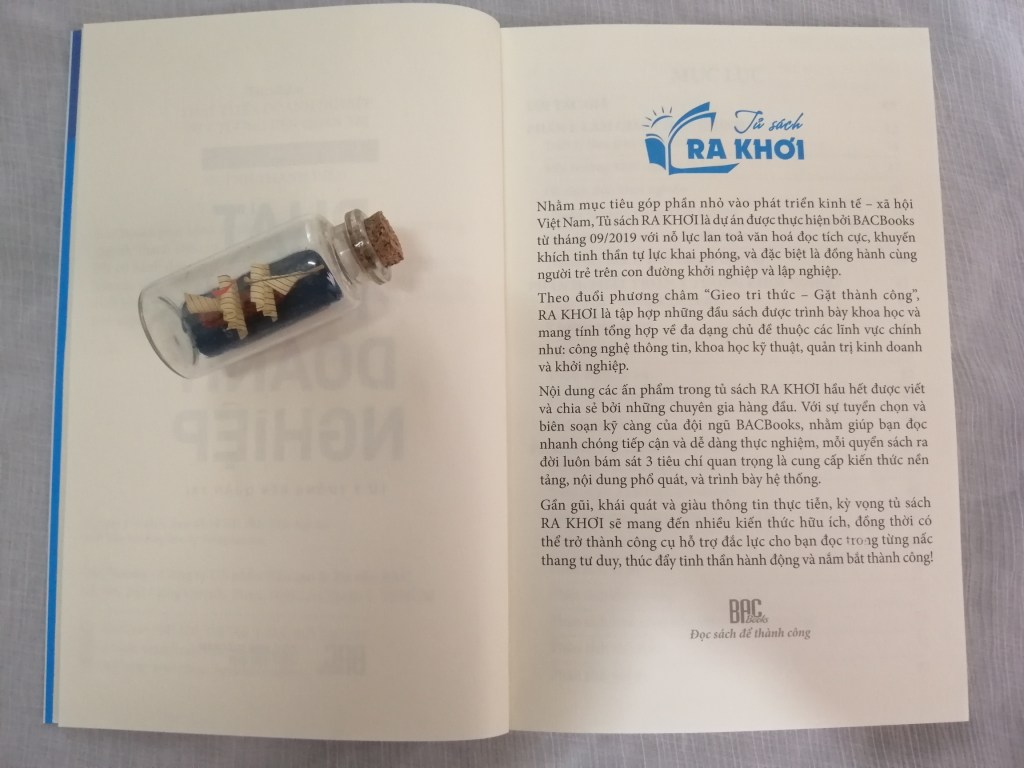 Tủ sách
RA KHƠI
Nhằm mục tiêu góp phần nhỏ vào phát triển kinh tế – xã hội
Việt Nam, Tủ sách RA KHƠI là dự án được thực hiện bởi BACBooks
từ tháng 09/2019 với nỗ lực lan toả văn hoá đọc tích cực, khuyến
khích tinh thần tự lực khai phóng, và đặc biệt là đồng hành cùng
người trẻ trên con đường khởi nghiệp và lập nghiệp.
Theo đuổi phương châm “Gieo tri thức – Gặt thành công”,
RA KHƠI là tập hợp những đầu sách được trình bày khoa học và
mang tính tổng hợp về đa dạng chủ đề thuộc các lĩnh vực chính
như: công nghệ thông tin, khoa học kỹ thuật, quản trị kinh doanh
và khởi nghiệp.
Nội dung các ấn phẩm trong tủ sách RA KHƠI hầu hết được viết
và chia sẻ bởi những chuyên gia hàng đầu. Với sự tuyển chọn và
biên soạn kỹ càng của đội ngũ BACBooks, nhằm giúp bạn đọc
nhanh chóng tiếp cận và dễ dàng thực nghiệm, mỗi quyển sách ra
đời luôn bám sát 3 tiêu chí quan trọng là cung cấp kiến thức nền
tảng, nội dung phổ quát, và trình bày hệ thống.
Gần gũi, khái quát và giàu thông tin thực tiễn, kỳ vọng tủ sách
RA KHƠI sẽ mang đến nhiều kiến thức hữu ích, đồng thời có
thể trở thành công cụ hỗ trợ đắc lực cho bạn đọc trong từng nấc
thang tư duy, thúc đẩy tinh thần hành động và nắm bắt thành công!
BAC
Books
Đọc sách để thành công
DOANH
NGHIỆP